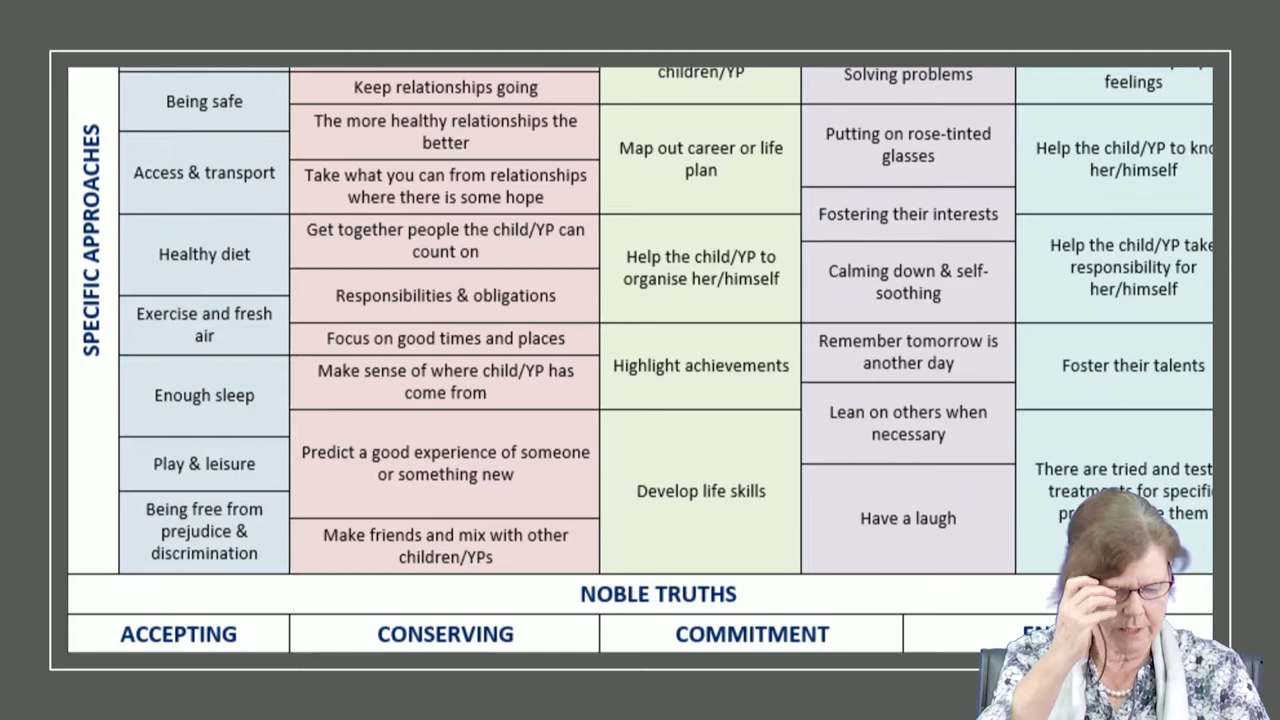 SPECIFIC APPROACHES
Being safe
Access & transport
Healthy diet
Exercise and fresh
air
Enough sleep
Play & leisure
Being free from
prejudice &
discrimination
Keep relationships going
The more healthy relationships the
better
Take what you can from relationships
where there is some hope
Get together people the child/YP can
count on
Responsibilities & obligations
Focus on good times and places
Make sense of where child/YP has
come from
Predict a good experience of someone
or something new
Make friends and mix with other
children/YPs
children/YP
Map out career or life
plan
Help the child/YP to
organise her/himself
Highlight achievements
Develop life skills
Solving problems
Putting on rose-tinted
glasses
Fostering their interests
Calming down & self-
soothing
Remember tomorrow is
another day
Lean on others when
necessary
Have a laugh
feelings
Help the child/YP to
her/himself
Help the child/YP take
responsibility for
her/himself
Foster their talents
There are tried and
for
them
NOBLE TRUTHS
ACCEPTING
CONSERVING
COMMITMENT